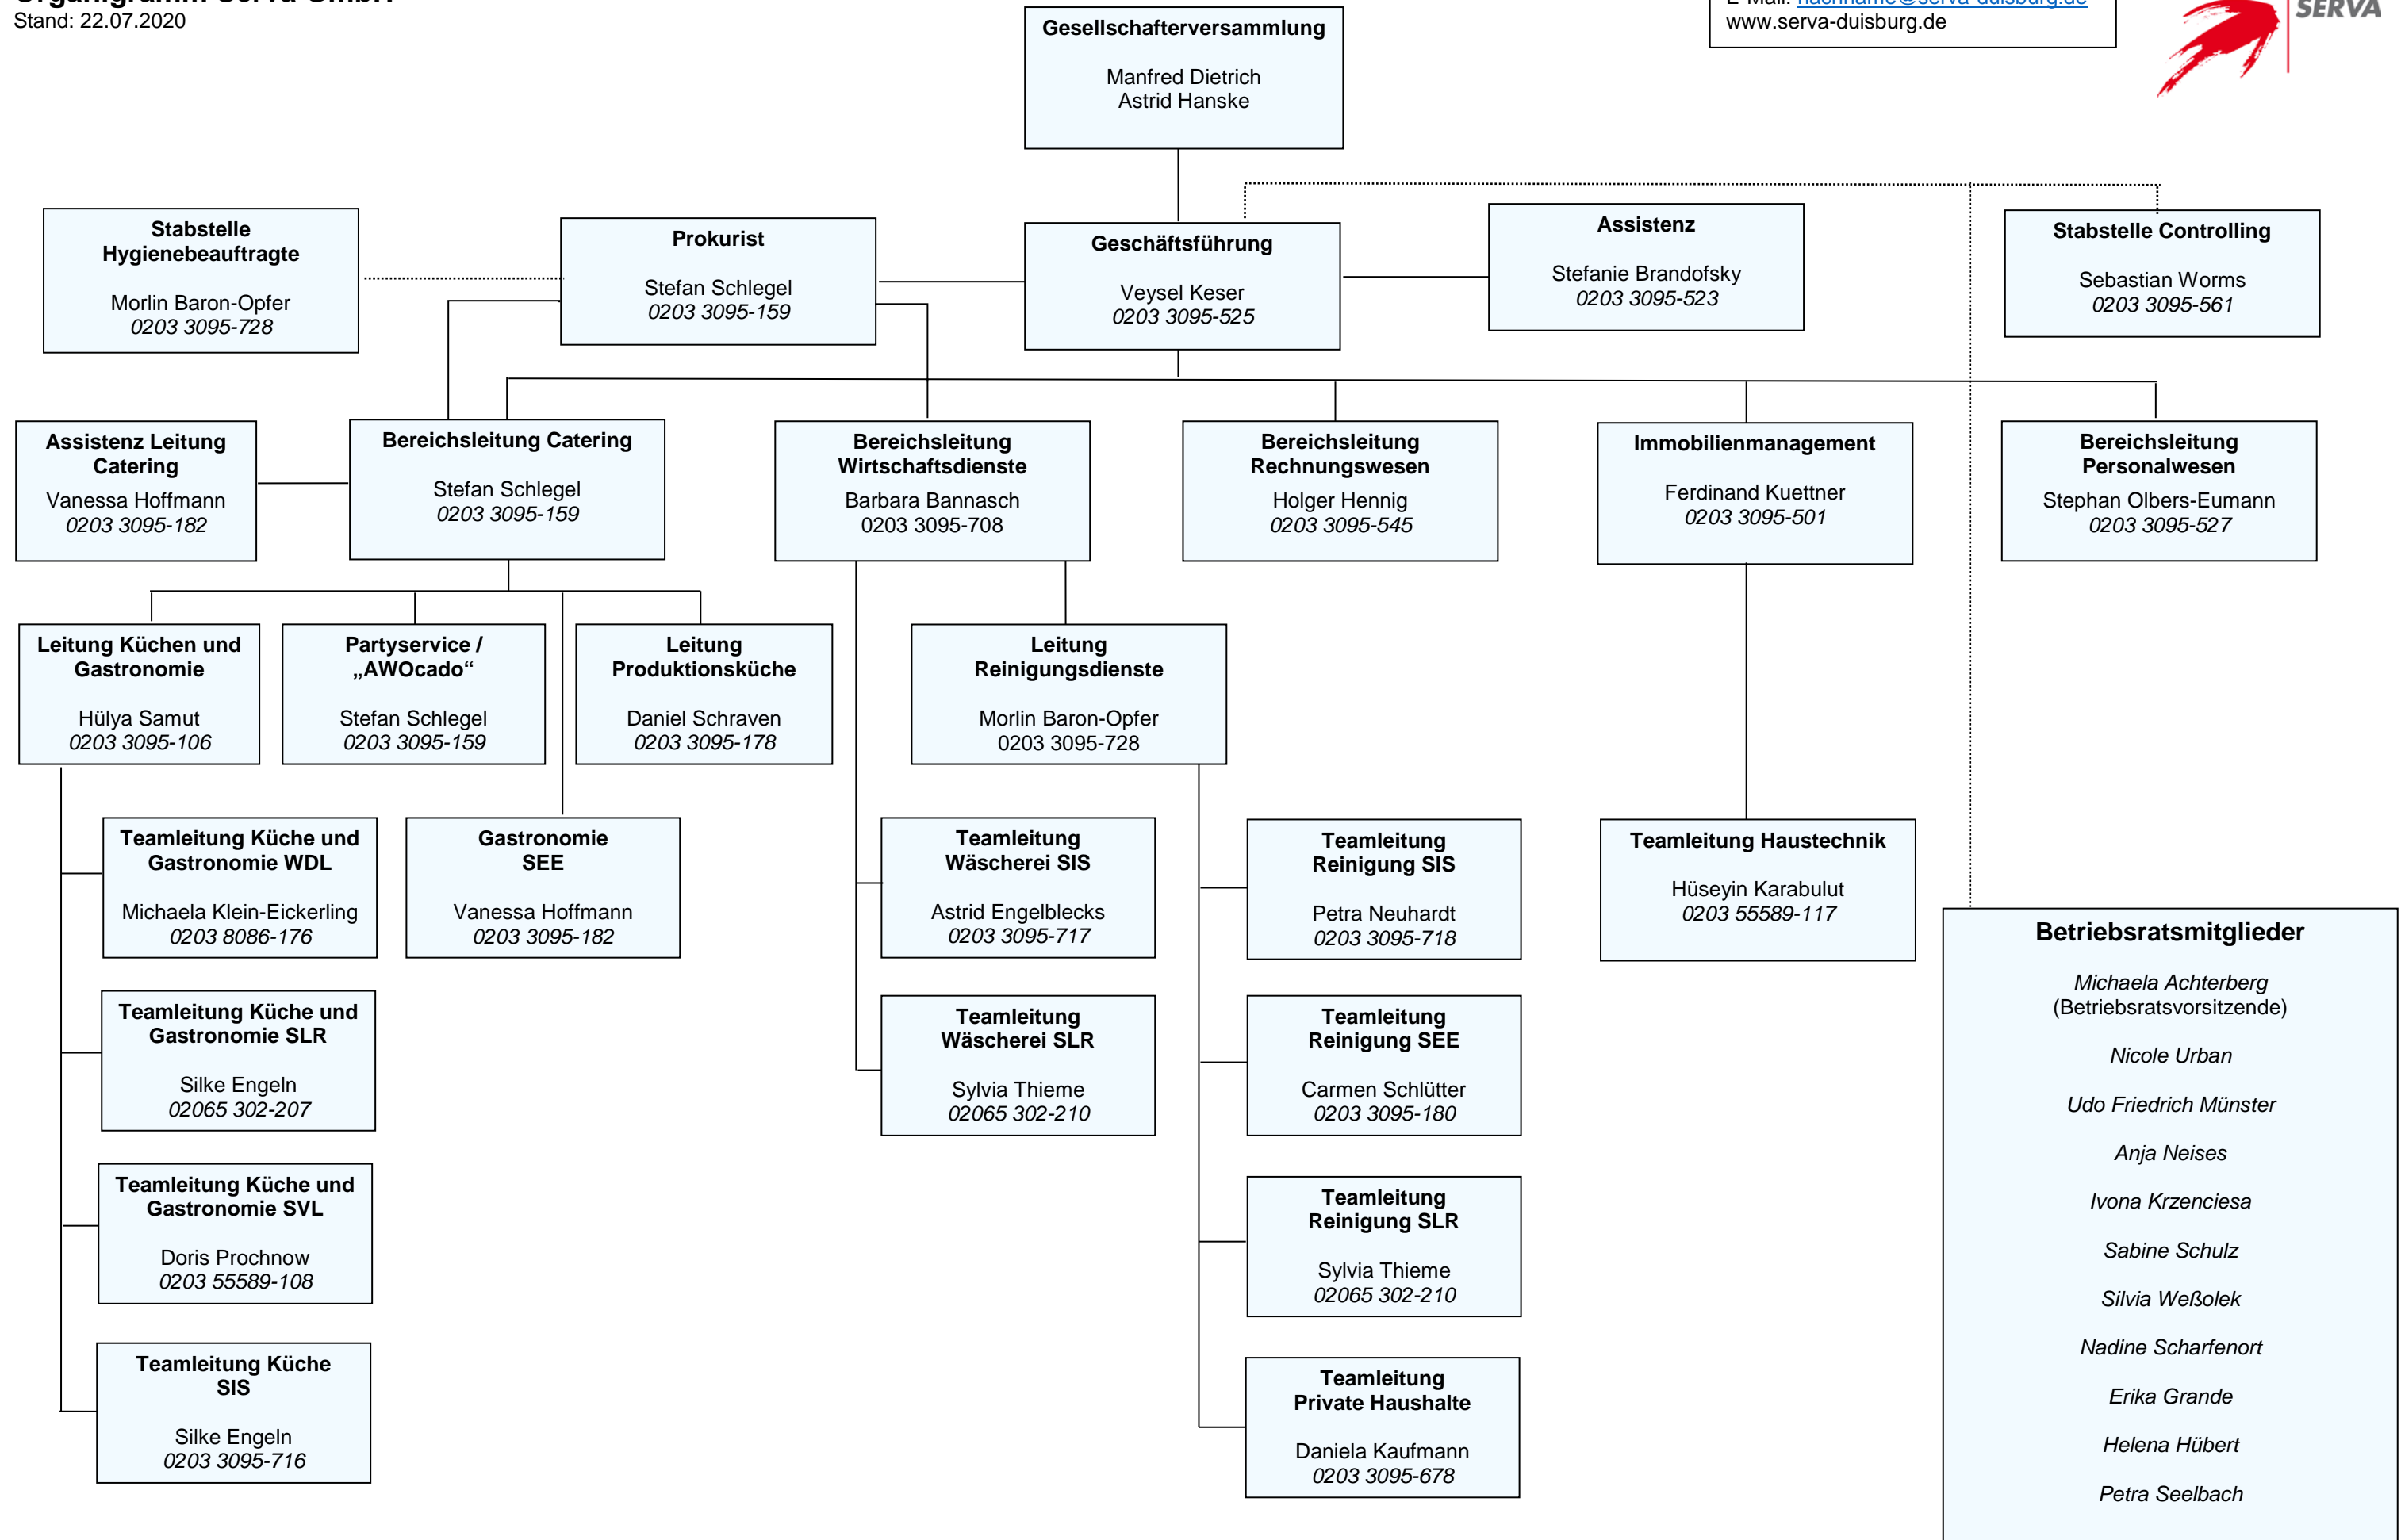 Organigramm Serva GmbH
Stand: 22.07.2020
E-Mail: nachname@serva-duisburg.de
www.serva-duisburg.de
SERVA
Gesellschafterversammlung
Manfred Dietrich
Astrid Hanske
Stabstelle
Hygienebeauftragte
Morlin Baron-Opfer
0203 3095-728
Prokurist
Stefan Schlegel
0203 3095-159
Geschäftsführung
Veysel Keser
0203 3095-525
Assistenz
Stefanie Brandofsky
0203 3095-523
Stabstelle Controlling
Sebastian Worms
0203 3095-561
Assistenz Leitung
Catering
Vanessa Hoffmann
0203 3095-182
Bereichsleitung Catering
Stefan Schlegel
0203 3095-159
Bereichsleitung
Wirtschaftsdienste
Barbara Bannasch
0203 3095-708
Bereichsleitung
Rechnungswesen
Holger Hennig
0203 3095-545
Immobilienmanagement
Ferdinand Kuettner
0203 3095-501
Bereichsleitung
Personalwesen
Stephan Olbers-Eumann
0203 3095-527
Leitung Küchen und
Gastronomie
Hülya Samut
0203 3095-106
Partyservice /
„AWOcado“
Stefan Schlegel
0203 3095-159
Leitung
Produktionsküche
Daniel Schraven
0203 3095-178
Leitung
Reinigungsdienste
Morlin Baron-Opfer
0203 3095-728
Teamleitung Küche und
Gastronomie WDL
Michaela Klein-Eickerling
0203 8086-176
Gastronomie
SEE
Vanessa Hoffmann
0203 3095-182
Teamleitung
Wäscherei SIS
Astrid Engelblecks
0203 3095-717
Teamleitung
Reinigung SIS
Petra Neuhardt
0203 3095-718
Teamleitung Haustechnik
Hüseyin Karabulut
0203 55589-117
Teamleitung Küche und
Gastronomie SLR
Silke Engeln
02065 302-207
Teamleitung
Wäscherei SLR
Sylvia Thieme
02065 302-210
Teamleitung
Reinigung SEE
Carmen Schlütter
0203 3095-180
Teamleitung Küche und
Gastronomie SVL
Doris Prochnow
0203 55589-108
Teamleitung
Reinigung SLR
Sylvia Thieme
02065 302-210
Teamleitung Küche
SIS
Silke Engeln
0203 3095-716
Teamleitung
Private Haushalte
Daniela Kaufmann
0203 3095-678
Betriebsratsmitglieder
Michaela Achterberg
(Betriebsratsvorsitzende)
Nicole Urban
Udo Friedrich Münster
Anja Neises
Ivona Krzenciesa
Sabine Schulz
Silvia Weßolek
Nadine Scharfenort
Erika Grande
Helena Hübert
Petra Seelbach